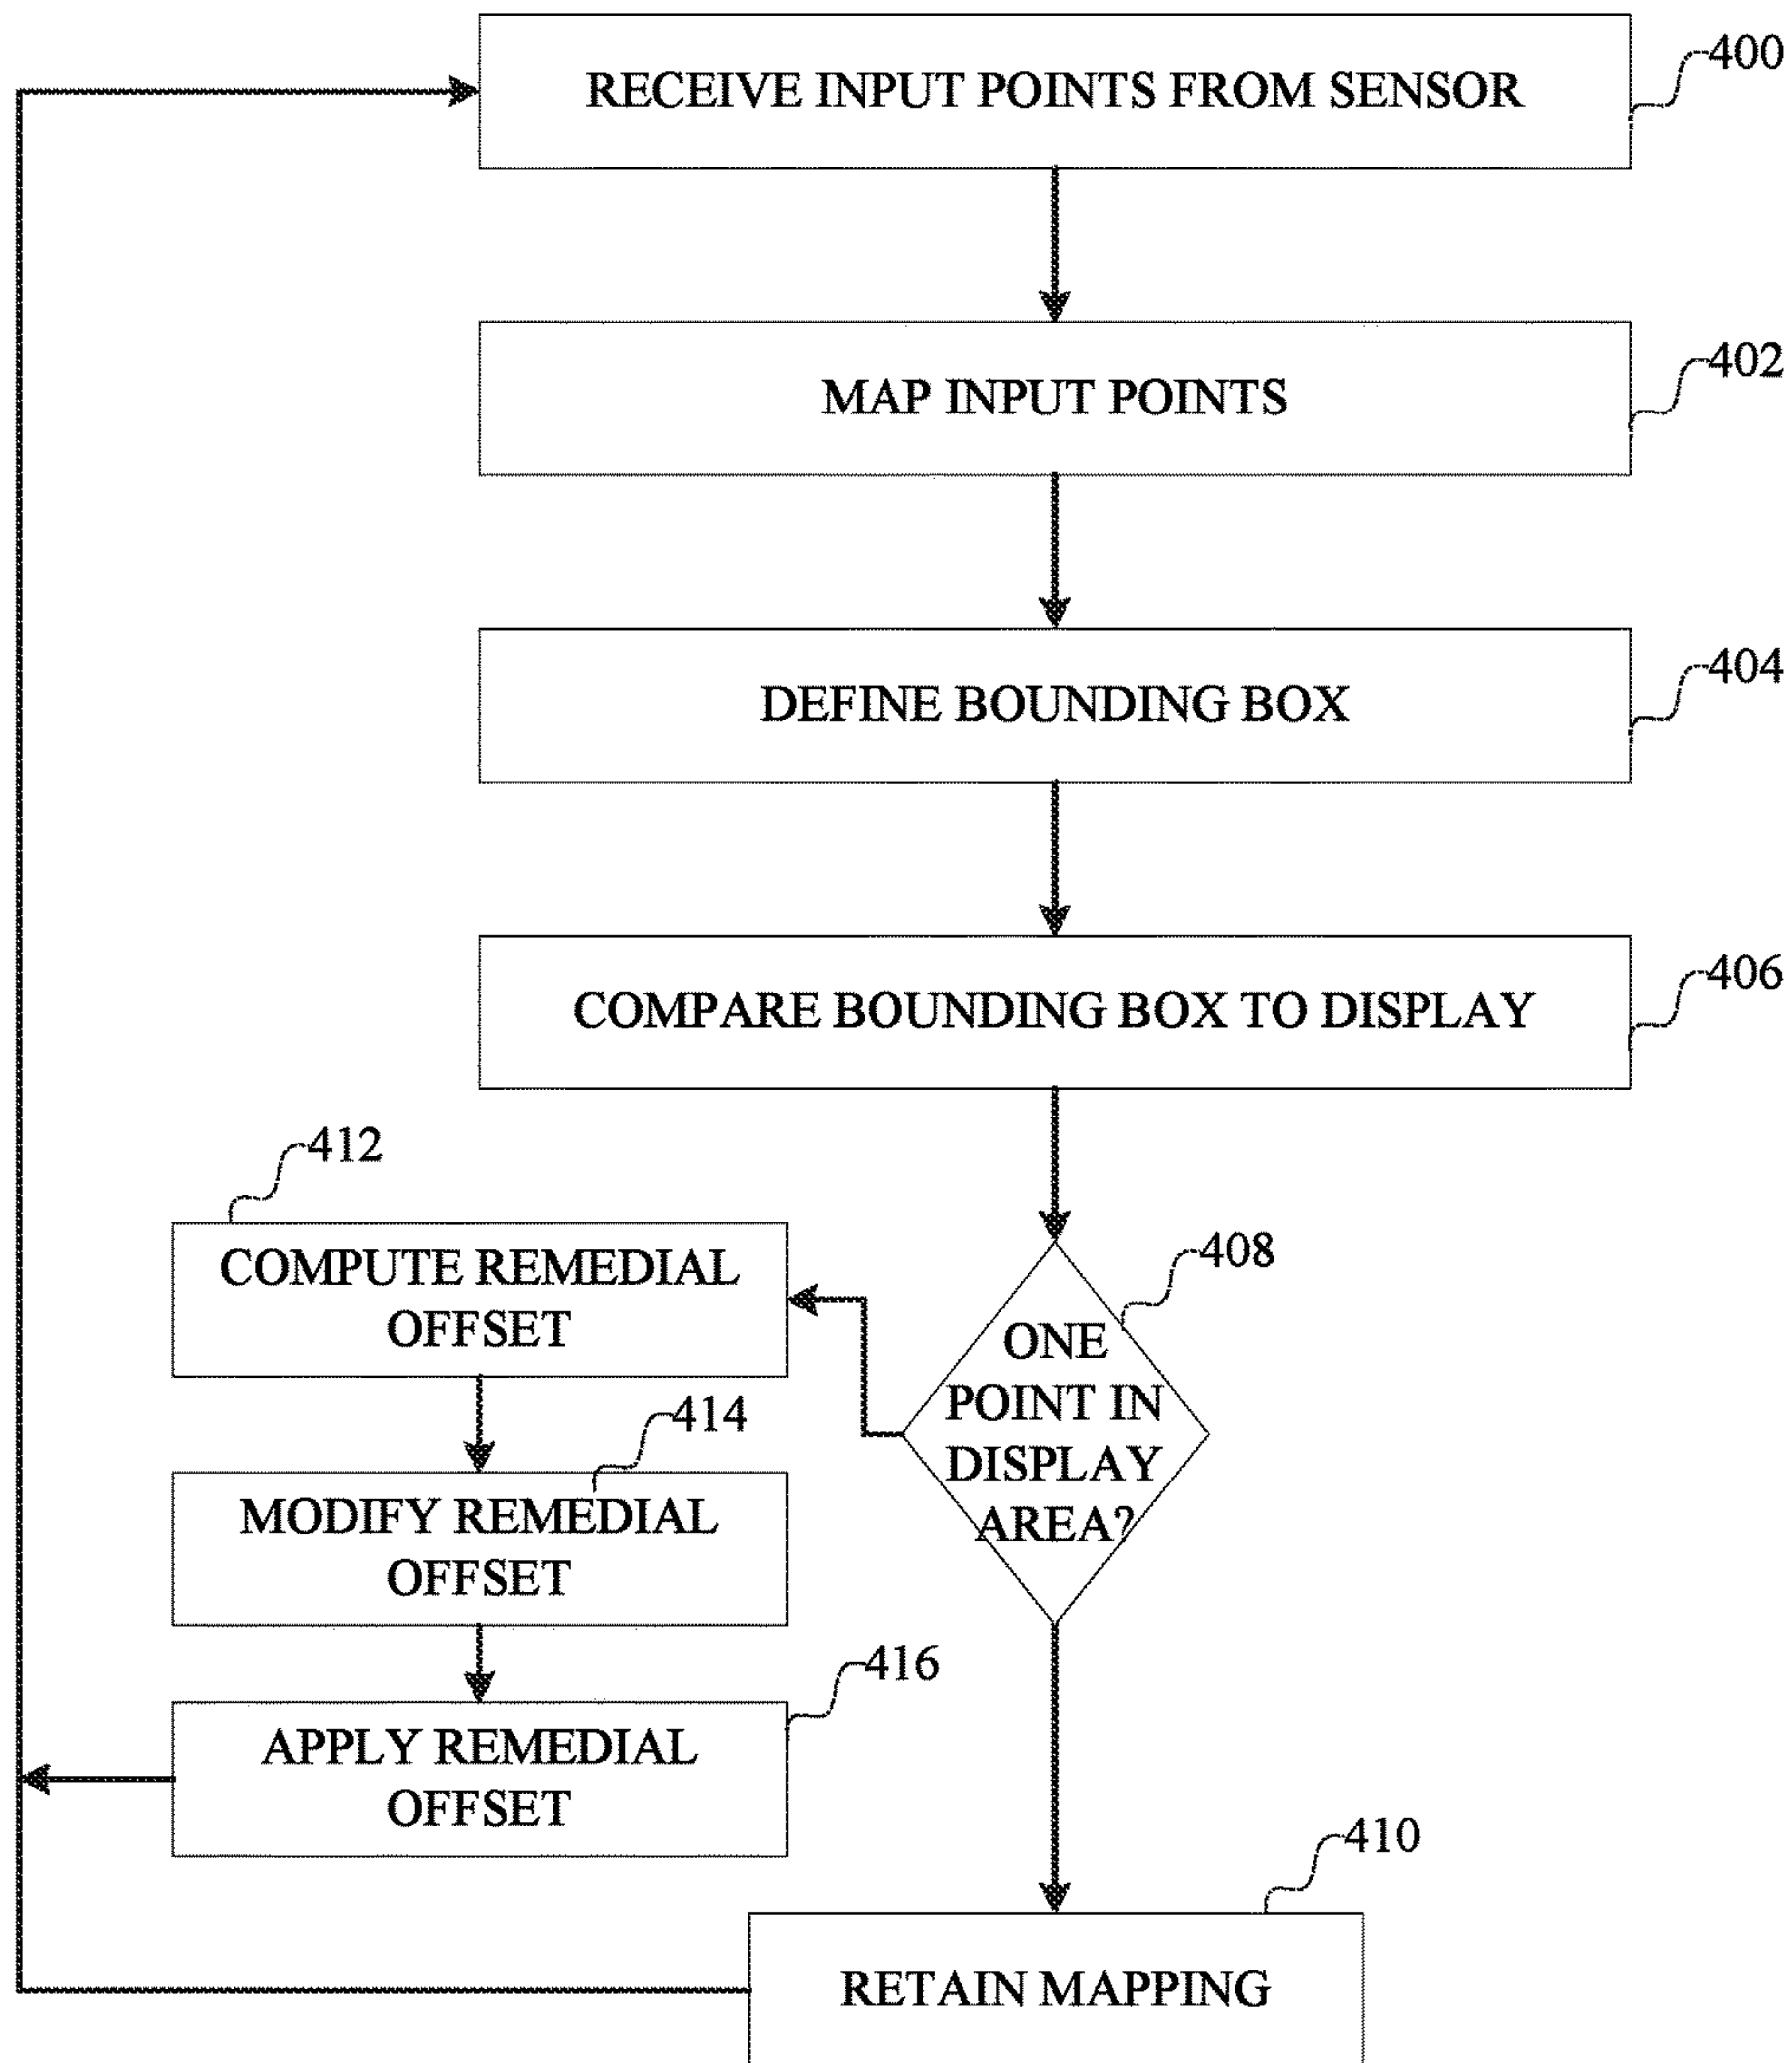 RECEIVE INPUT POINTS FROM SENSOR
400
MAP INPUT POINTS
402
DEFINE BOUNDING BOX
404
COMPARE BOUNDING BOX TO DISPLAY
406
408
ONE
POINT IN
DISPLAY
AREA?
412
COMPUTE REMEDIAL
OFFSET
414
MODIFY REMEDIAL
OFFSET
416
APPLY REMEDIAL
OFFSET
410
RETAIN MAPPING